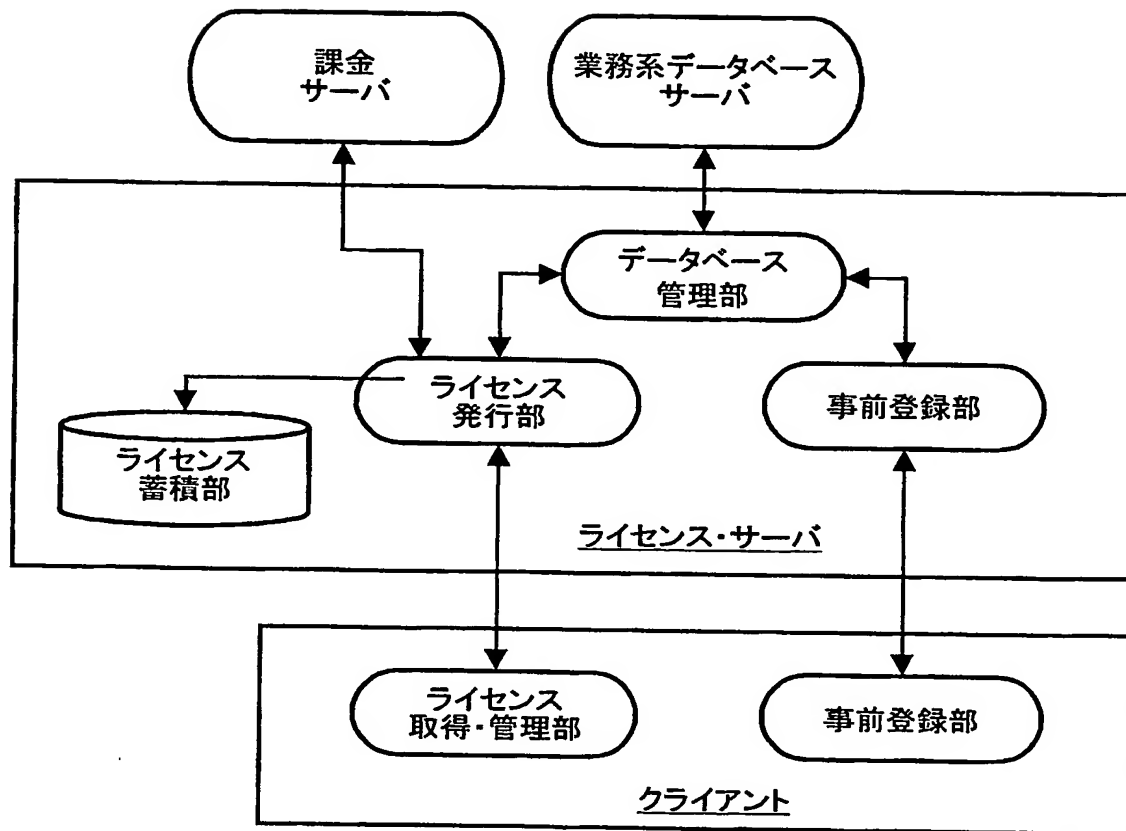 課金
サーバ
業務系データベース
サーバ
データベース
管理部
ライセンス
発行部
事前登録部
ライセンス
蓄積部
ライセンス・サーバ
ライセンス
取得・管理部
事前登録部
クライアント